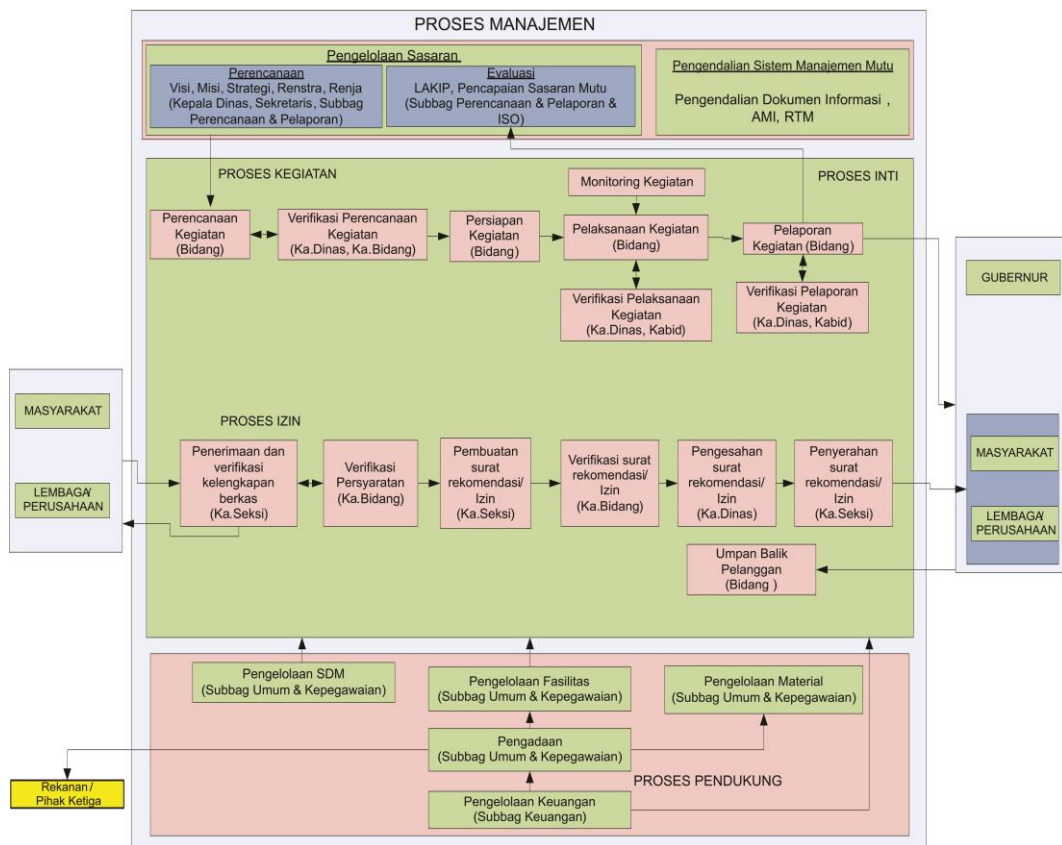 PROSES MANAJEMEN
Pengelolaan Sasaran
Perencanaan
Visi, Misi, Strategi, Renstra, Renja
(Kepala Dinas, Sekretaris, Subbag
Perencanaan & Pelaporan)
Evaluasi
LAKIP, Pencapaian Sasaran Mutu
(Subbag Perencanaan & Pelaporan &
ISO)
Pengendalian Sistem Manajemen Mutu
Pengendalian Dokumen Informasi ,
AMI, RTM
PROSES KEGIATAN
PROSES INTI
Monitoring Kegiatan
Perencanaan
Kegiatan
(Bidang)
Verifikasi Perencanaan
Kegiatan
(Ka.Dinas, Ka.Bidang)
Persiapan
Kegiatan
(Bidang)
Pelaksanaan Kegiatan
(Bidang)
Pelaporan
Kegiatan (Bidang)
Verifikasi Pelaksanaan
Kegiatan
(Ka.Dinas, Kabid)
Verifikasi Pelaporan
Kegiatan
(Ka.Dinas, Kabid)
GUBERNUR
MASYARAKAT
LEMBAGA/
PERUSAHAAN
PROSES IZIN
Penerimaan dan
verifikasi
kelengkapan
berkas
(Ka.Seksi)
Verifikasi
Persyaratan
(Ka.Bidang)
Pembuatan
surat
rekomendasi/
Izin
(Ka.Seksi)
Verifikasi surat
rekomendasi/
Izin
(Ka.Bidang)
Pengesahan
surat
rekomendasi/
Izin
(Ka.Dinas)
Penyerahan
surat
rekomendasi/
Izin
(Ka.Seksi)
MASYARAKAT
LEMBAGA/
PERUSAHAAN
Umpan Balik
Pelanggan
(Bidang )
Pengelolaan SDM
(Subbag Umum & Kepegawaian)
Pengelolaan Fasilitas
(Subbag Umum & Kepegawaian)
Pengelolaan Material
(Subbag Umum & Kepegawaian)
Pengadaan
(Subbag Umum & Kepegawaian)
PROSES PENDUKUNG
Rekanan /
Pihak Ketiga
Pengelolaan Keuangan
(Subbag Keuangan)